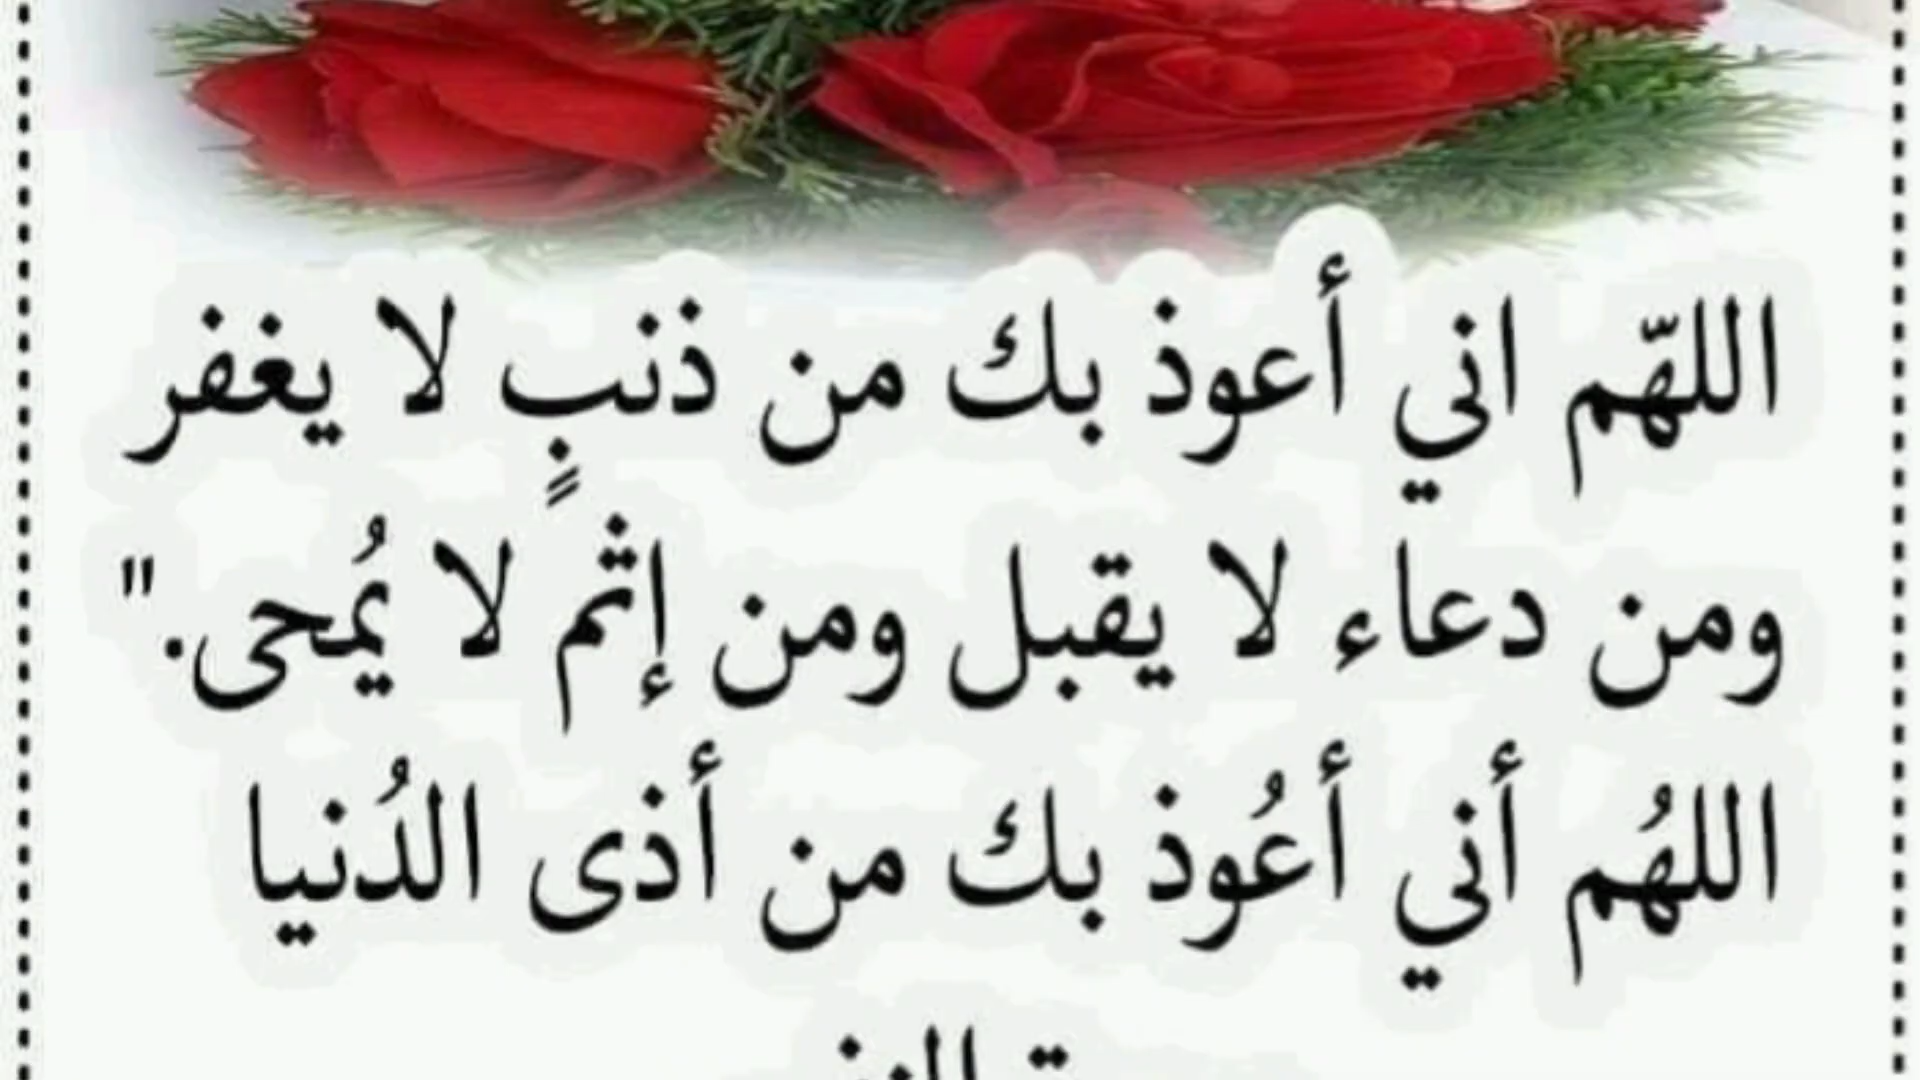 اللهّم اني أعوذ بك من ذنبٍ لا يغفر
ومن دعاء لا يقبل ومن إثم لا يُمحى."
اللهُم أني أعُوذ بك من أذى الدُنيا